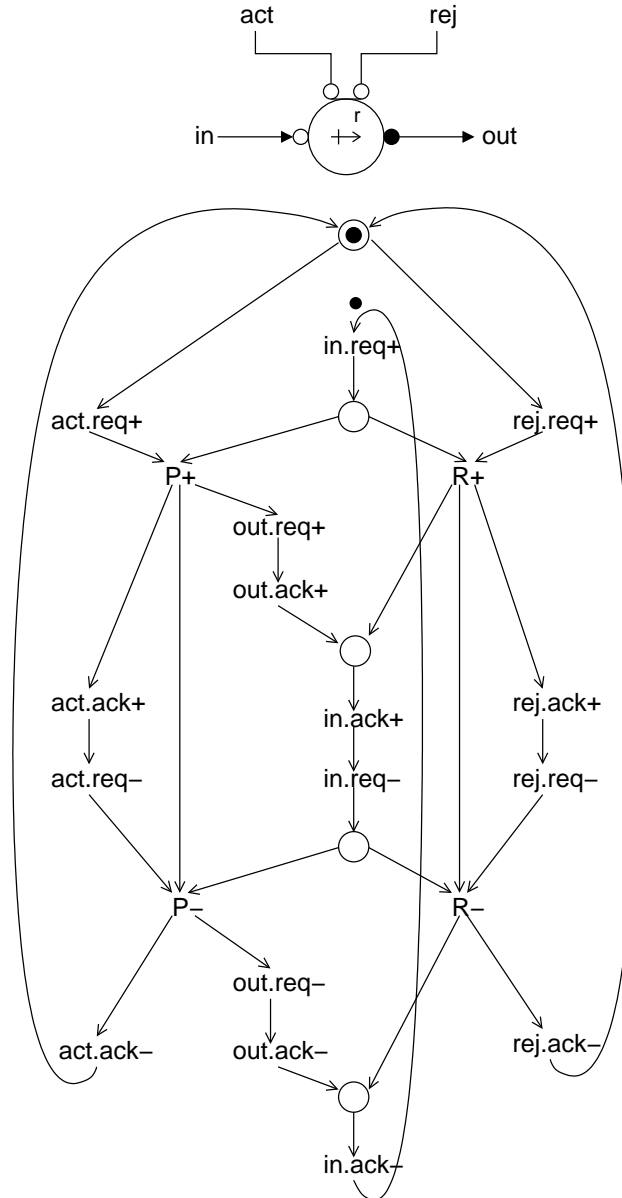 act rej
r
in out
in.req+
act.req+ rej.req+
P+ R+
out.req+
out.ack+
act.ack+ in.ack+ rej.ack+
act.req− in.req− rej.req−
P− R−
out.req−
act.ack− out.ack− rej.ack−
in.ack−